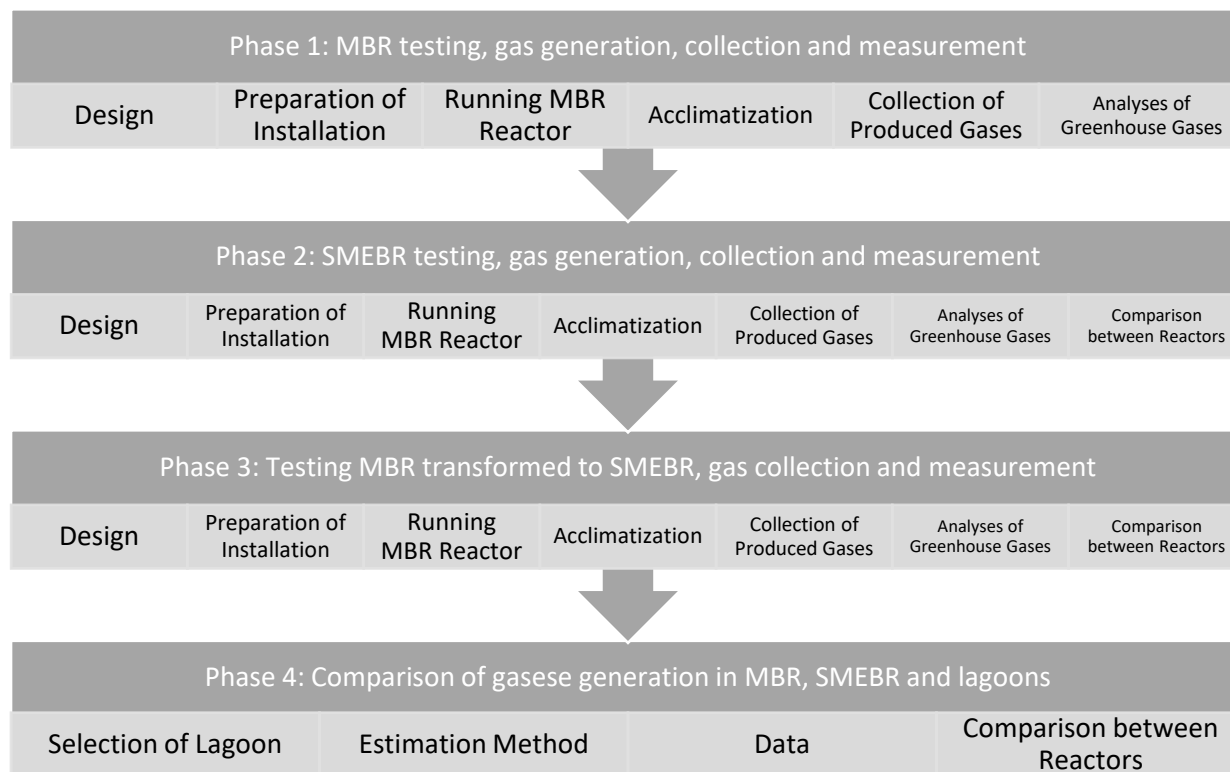 Phase 1: MBR testing, gas generation, collection and measurement
Design
Preparation of
Installation
Running MBR
Reactor
Acclimatization
Collection of
Produced Gases
Analyses of
Greenhouse Gases
Phase 2: SMEBR testing, gas generation, collection and measurement
Design
Preparation of
Installation
Running
MBR Reactor
Acclimatization
Collection of
Produced Gases
Analyses of
Greenhouse Gases
Comparison
between Reactors
Phase 3: Testing MBR transformed to SMEBR, gas collection and measurement
Design
Preparation of
Installation
Running
MBR Reactor
Acclimatization
Collection of
Produced Gases
Analyses of
Greenhouse Gases
Comparison
between Reactors
Phase 4: Comparison of gasese generation in MBR, SMEBR and lagoons
Selection of Lagoon
Estimation Method
Data
Comparison between
Reactors